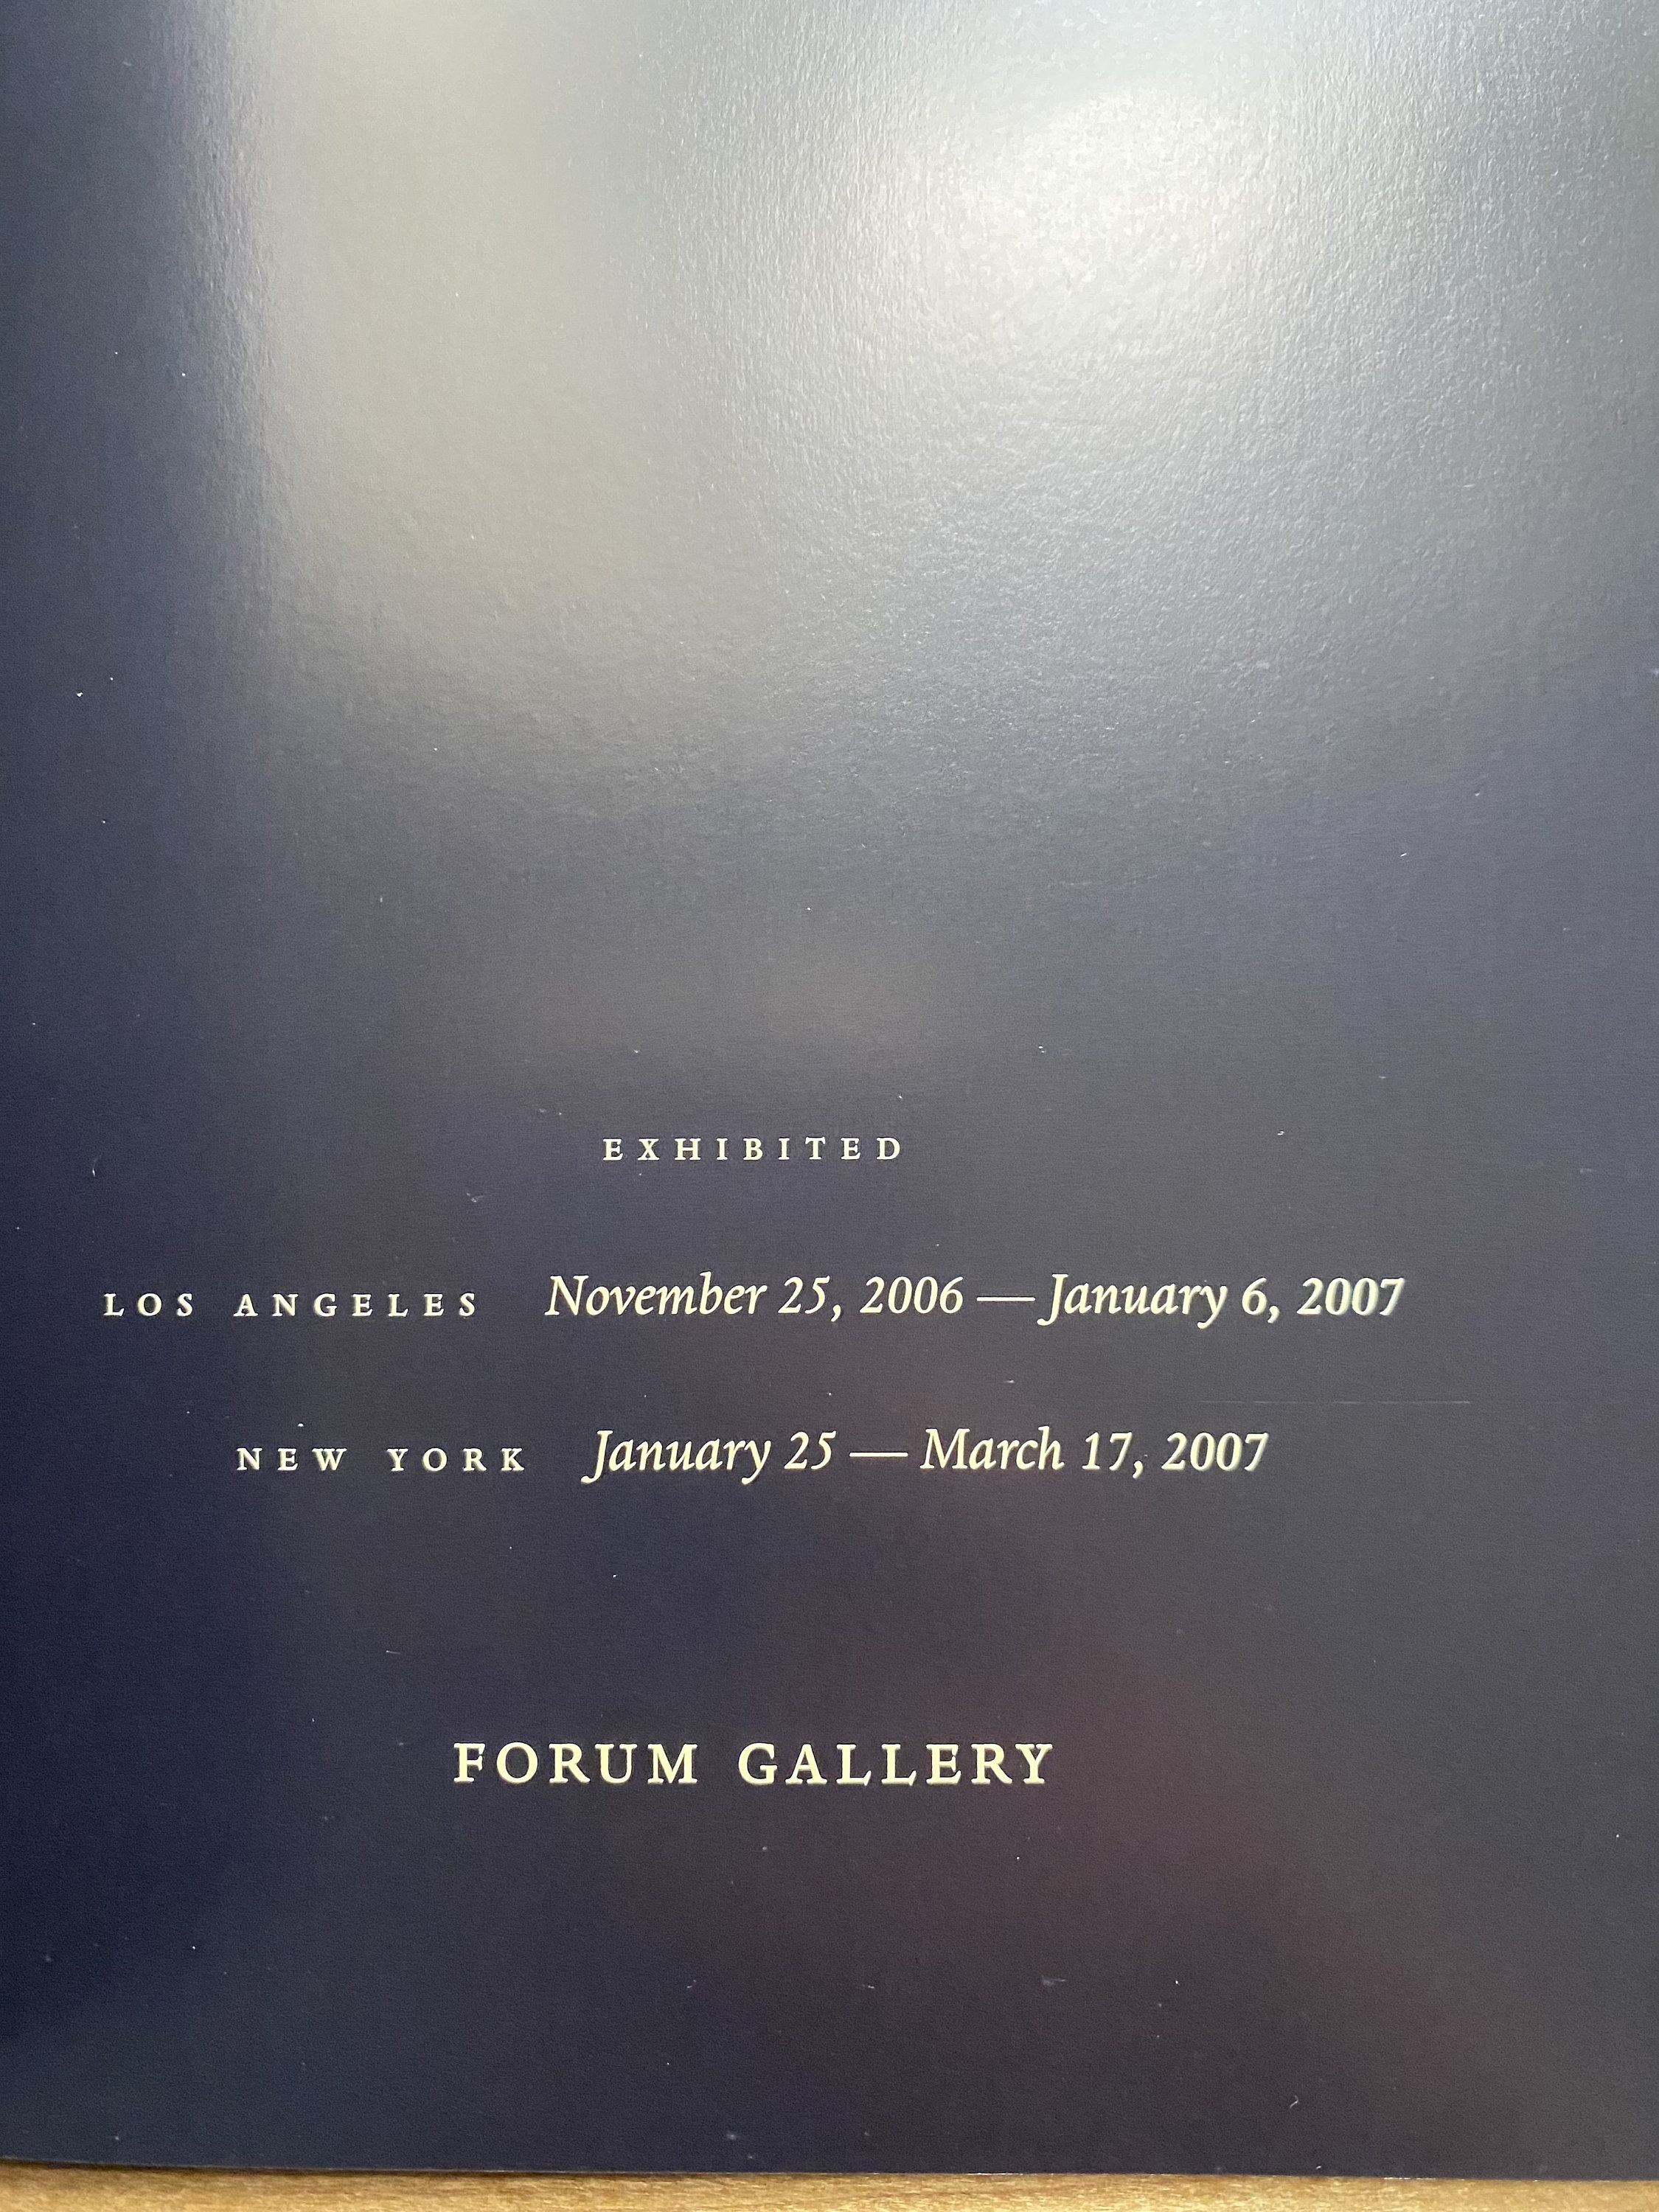 EXHIBITED
LOS ANGELES November 25, 2006 — January 6, 2007
NEW YORK January 25 — March 17, 2007
FORUM GALLERY